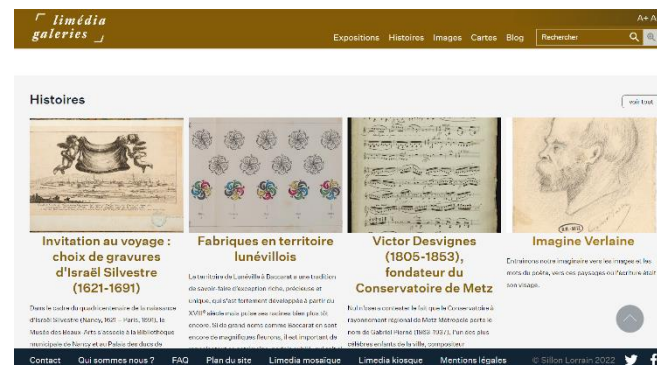 limédia
galeries
A+ A
Expositions Histoires Images Cartes Blog Rechercher
Histoires
voir tout
Invitation au voyage :
choix de gravures
d'Israël Silvestre
(1621-1691)
Dans le cadre du quadricentenaire de la naissance
d'Israël Silvestre (Nancy, 1621 – Paris, 1691), le
Musée des Beaux-Arts s'associe à la Bibliothèque
municipale de Nancy et au Palais des ducs de
Fabriques en territoire
lunévillois
Le territoire de Lunéville à Baccarat a une tradition
de savoir-faire d'exception riche, précieuse et
unique, qui s'est fortement développée à partir du
XVIIIe siècle mais puise ses racines bien plus tôt
encore. Si de grand noms comme Baccarat en sont
encore de magnifiques fleurons, il est important de
Victor Desvignes
(1805-
1853),
fondateur du
Conservatoire de Metz
Nul n'ose contester le fait que le Conservatoire à
rayonnement régional de Metz Métropole porte le
nom de Gabriel Pierné (1863-1937), l'un des plus
célèbres enfants de la ville, compositeur
Imagine Verlaine
Entrainons notre imaginaire vers les images et les
mots du poète, vers ces paysages où l'écriture était
son visage.
Contact Qui sommes nous ? FAQ Plan du site Limedia mosaïque Limedia kiosque Mentions légales © Sillon Lorrain 2022